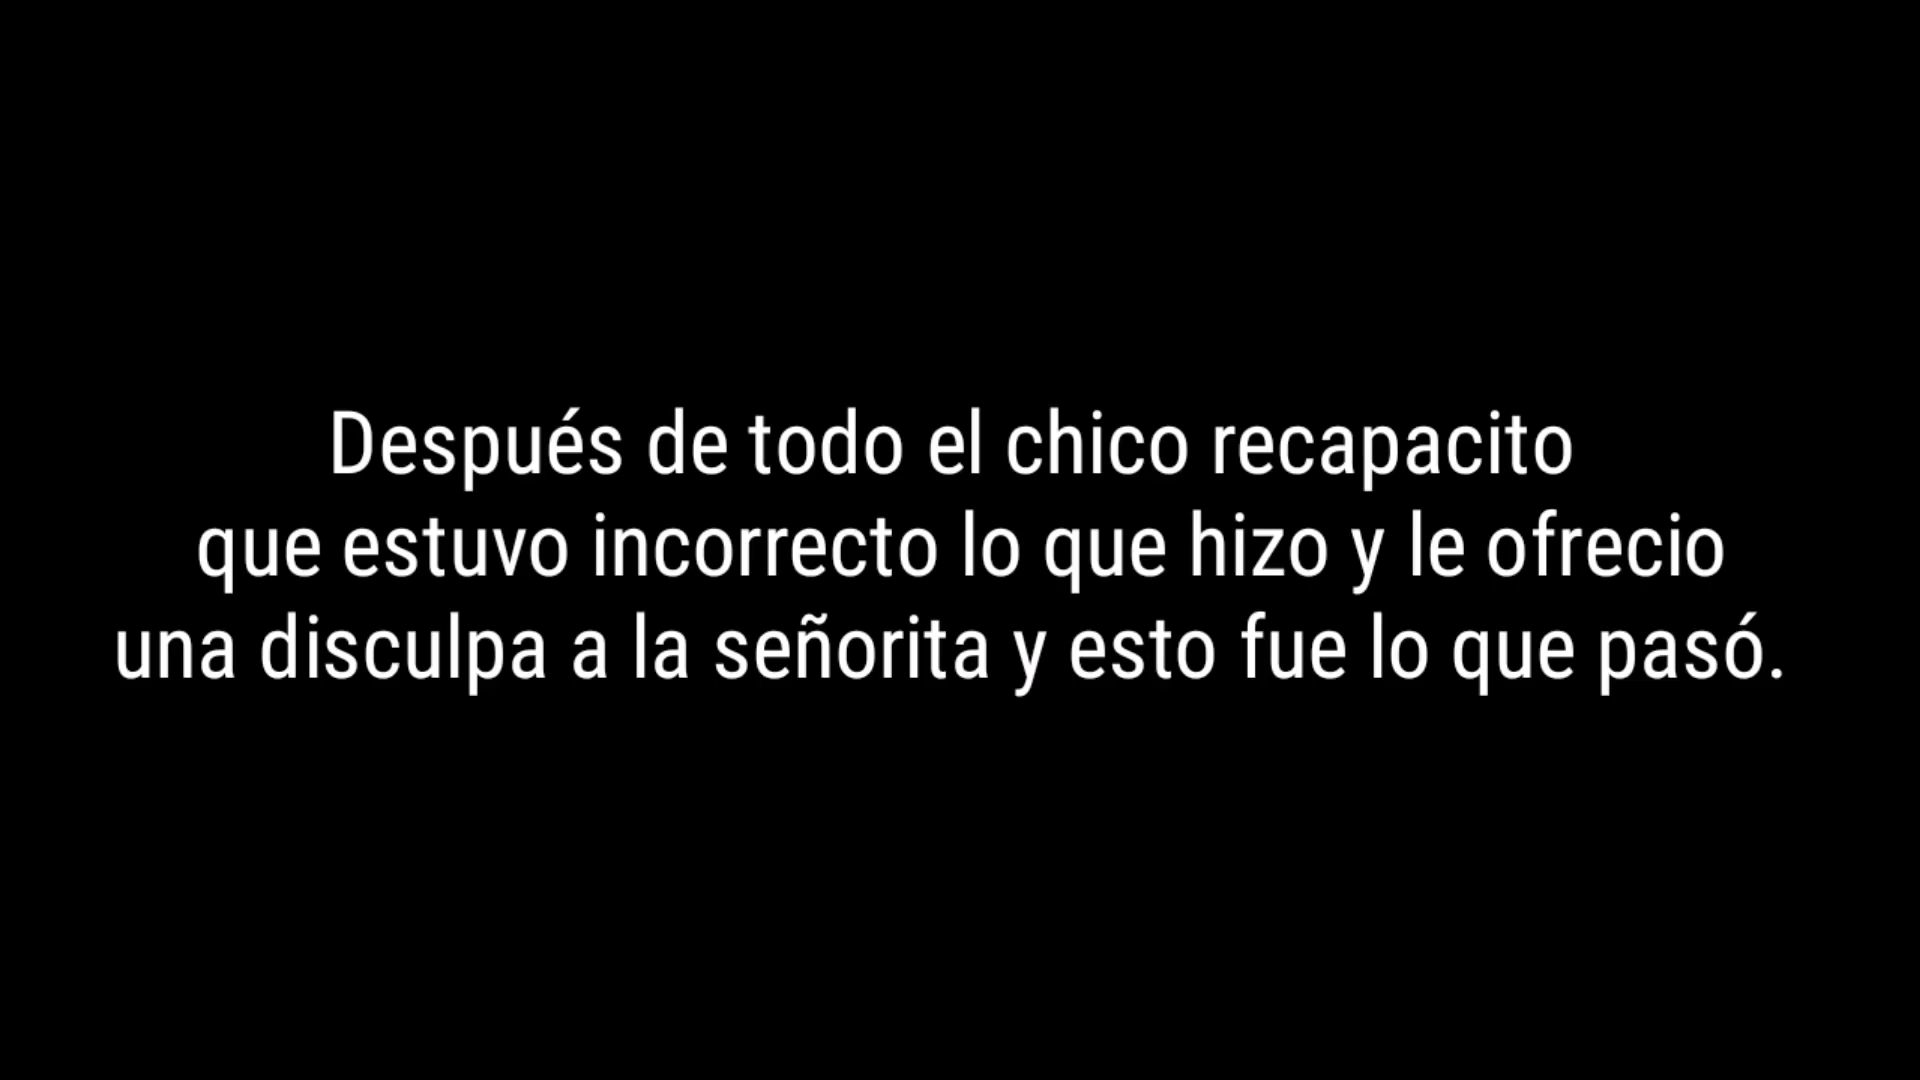 Después de todo el chico recapacito
que estuvo incorrecto lo que hizo y le ofrecio
una disculpa a la señorita y esto fue lo que pasó.